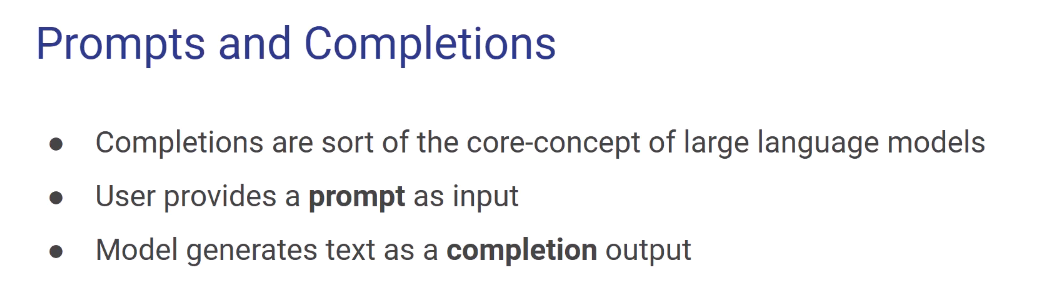 Prompts and Completions
● Completions are sort of the core-concept of large language models
● User provides a prompt as input
● Model generates text as a completion output